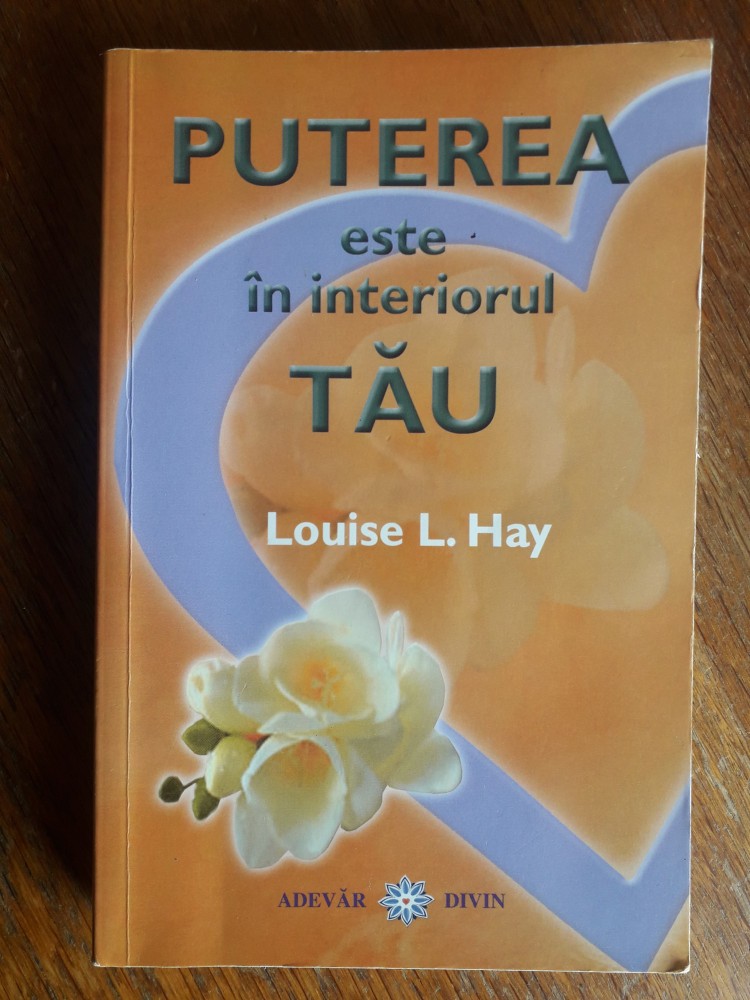 PUTEREA
este
în interiorul
TĂU
Louise L. Hay
ADEVĂR DIVIN